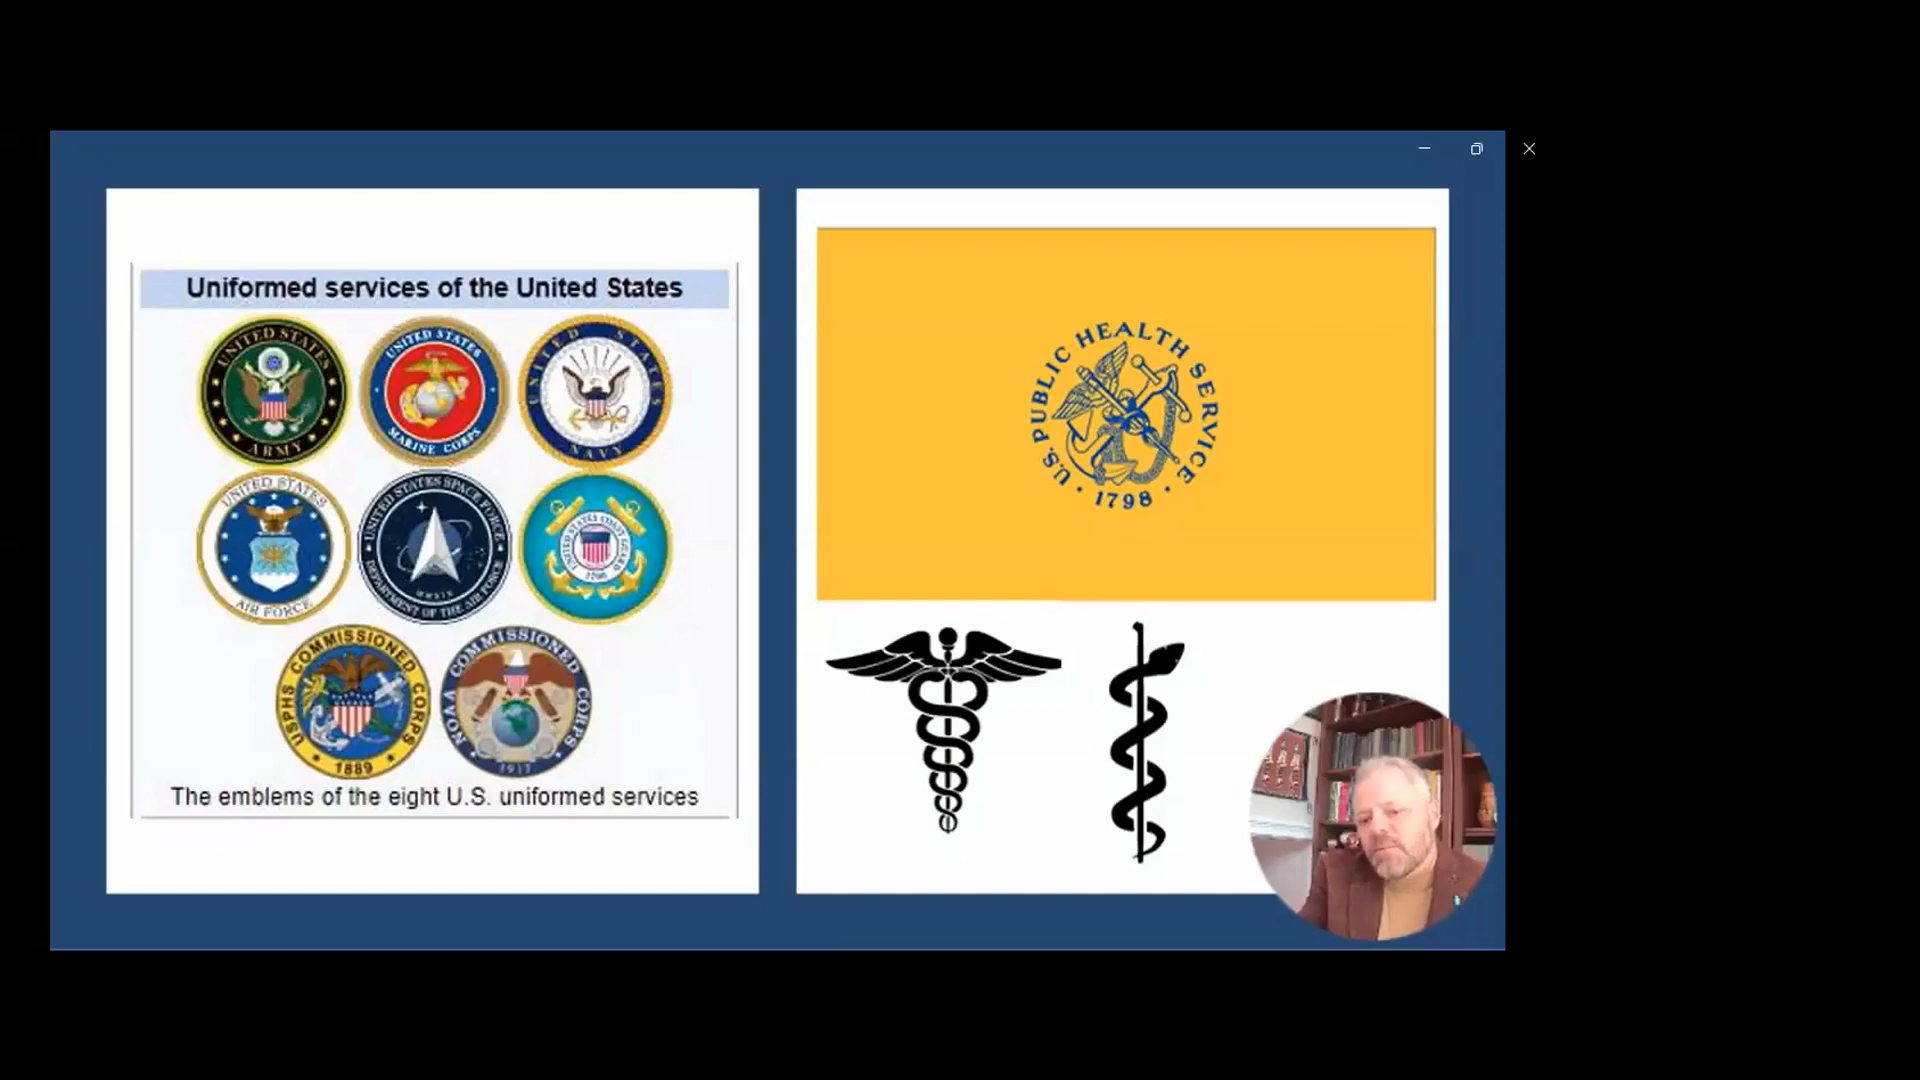 Uniformed services of the United States
UNITED STATES
ARMY
UNITED STATES
MARINE CORPS
UNITED STATES
NAVY
UNITED STATES
AIR FORCE
UNITED STATES SPACE FORCE
MMXIX
DEPARTMENT OF THE AIR FORCE
UNITED STATES COAST GUARD
1790
USPHS COMMISSIONED CORPS
1889
NOAA COMMISSIONED CORPS
1917
The emblems of the eight U.S. uniformed services
U.S. PUBLIC HEALTH SERVICE
1798